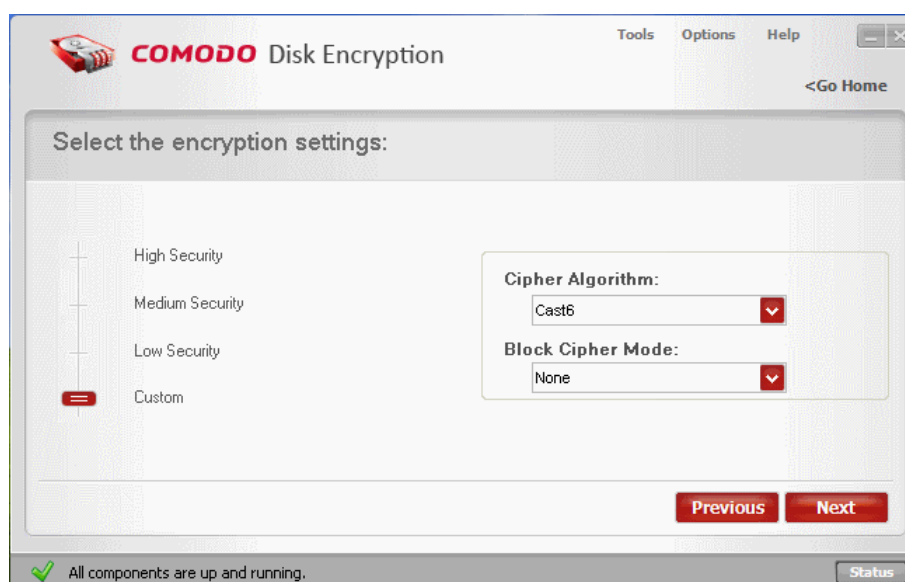 COMODO Disk Encryption
Tools Options Help
<Go Home
Select the encryption settings:
High Security
Medium Security
Low Security
Custom
Cipher Algorithm:
Cast6
Block Cipher Mode:
None
Previous Next
All components are up and running.
Status